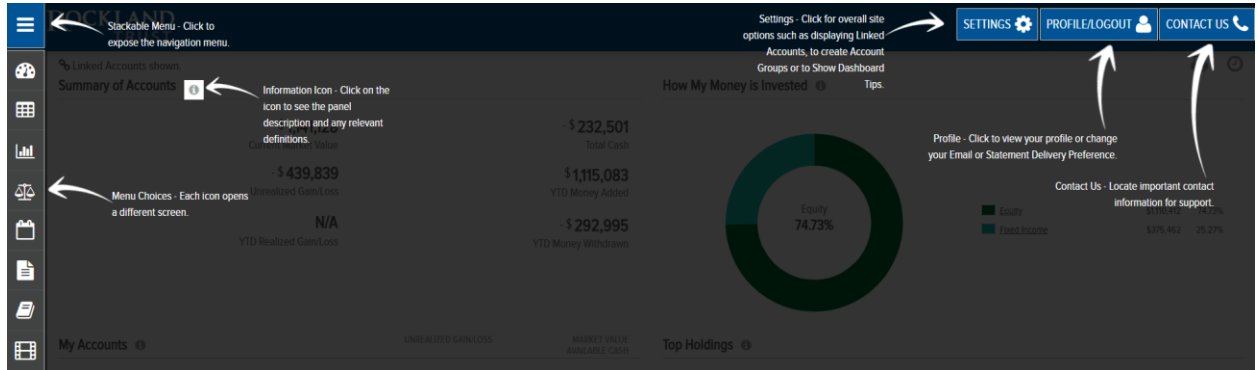 ROCKLAND
TRUST
Stackable Menu - Click to
expose the navigation menu.
Settings - Click for overall site
options such as displaying Linked
Accounts, to create Account
Groups or to Show Dashboard
Tips.
SETTINGS
PROFILE/LOGOUT
CONTACT US
Linked Accounts shown.
Summary of Accounts
Information Icon - Click on the
icon to see the panel
description and any relevant
definitions.
Current Market Value
- $ 232,501
Total Cash
- $ 439,839
Unrealized Gain/Loss
$ 1,115,083
YTD Money Added
N/A
YTD Realized Gain/Loss
- $ 292,995
YTD Money Withdrawn
Menu Choices - Each icon opens
a different screen.
How My Money is Invested
Equity
74.73%
Profile - Click to view your profile or change
your Email or Statement Delivery Preference.
Contact Us - Locate important contact
information for support.
Equity 74.73%
Fixed Income $375,462 25.27%
My Accounts
UNREALIZED GAIN/LOSS
MARKET VALUE
AVAILABLE CASH
Top Holdings